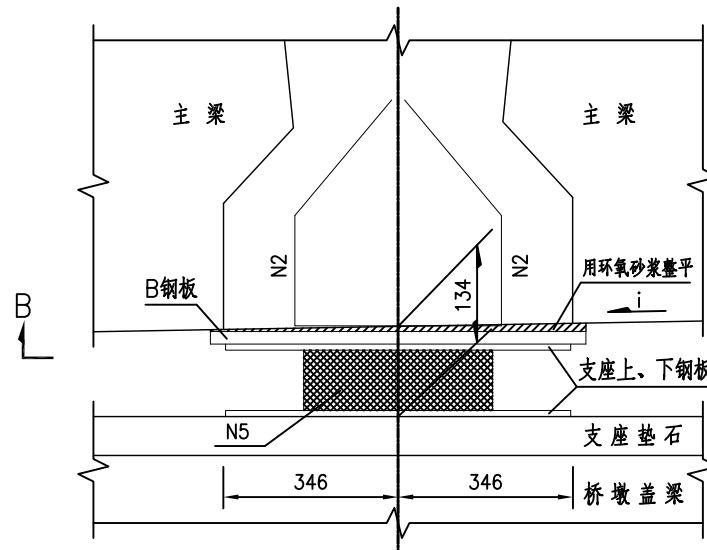 主 梁
主 梁
N2
N2
134
用环氧砂浆整平
B
B钢板
i
支座上、下钢板
N5
支座垫石
346
346
桥墩盖梁